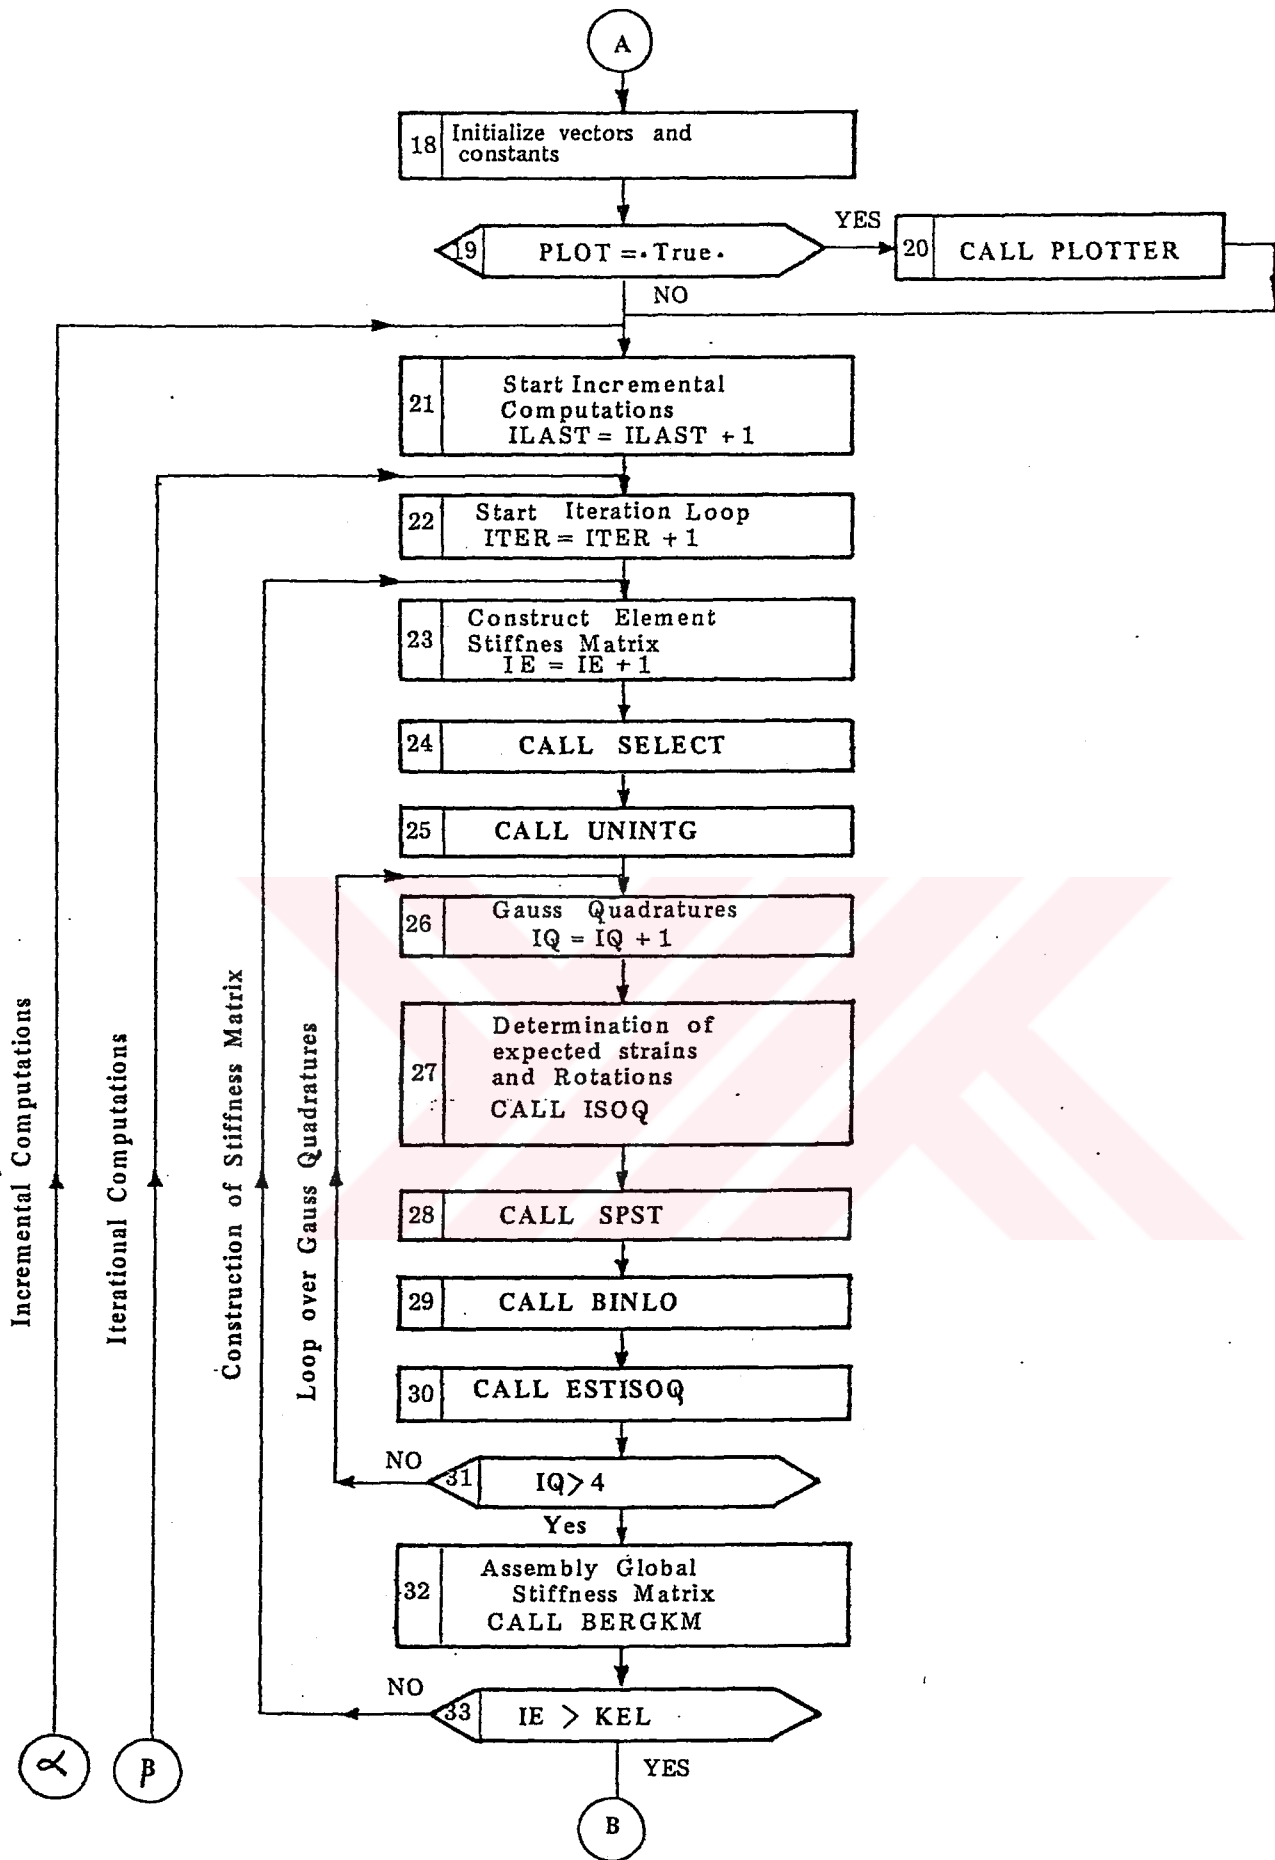 A
18
Initialize vectors and
constants
19
PLOT =. True.
YES
20
CALL PLOTTER
NO
21
Start Incremental
Computations
ILAST = ILAST + 1
22
Start Iteration Loop
ITER = ITER + 1
23
Construct Element
Stiffnes Matrix
IE = IE + 1
24
CALL SELECT
25
CALL UNINTG
26
Gauss Quadratures
IQ = IQ + 1
27
Determination of
expected strains
and Rotations
CALL ISOQ
28
CALL SPST
29
CALL BINLO
30
CALL ESTISOQ
NO
31
IQ > 4
Yes
32
Assembly Global
Stiffness Matrix
CALL BERGKM
NO
33
IE > KEL
YES
B
Incremental Computations
Iterational Computations
Construction of Stiffness Matrix
Loop over Gauss Quadratures
α
β